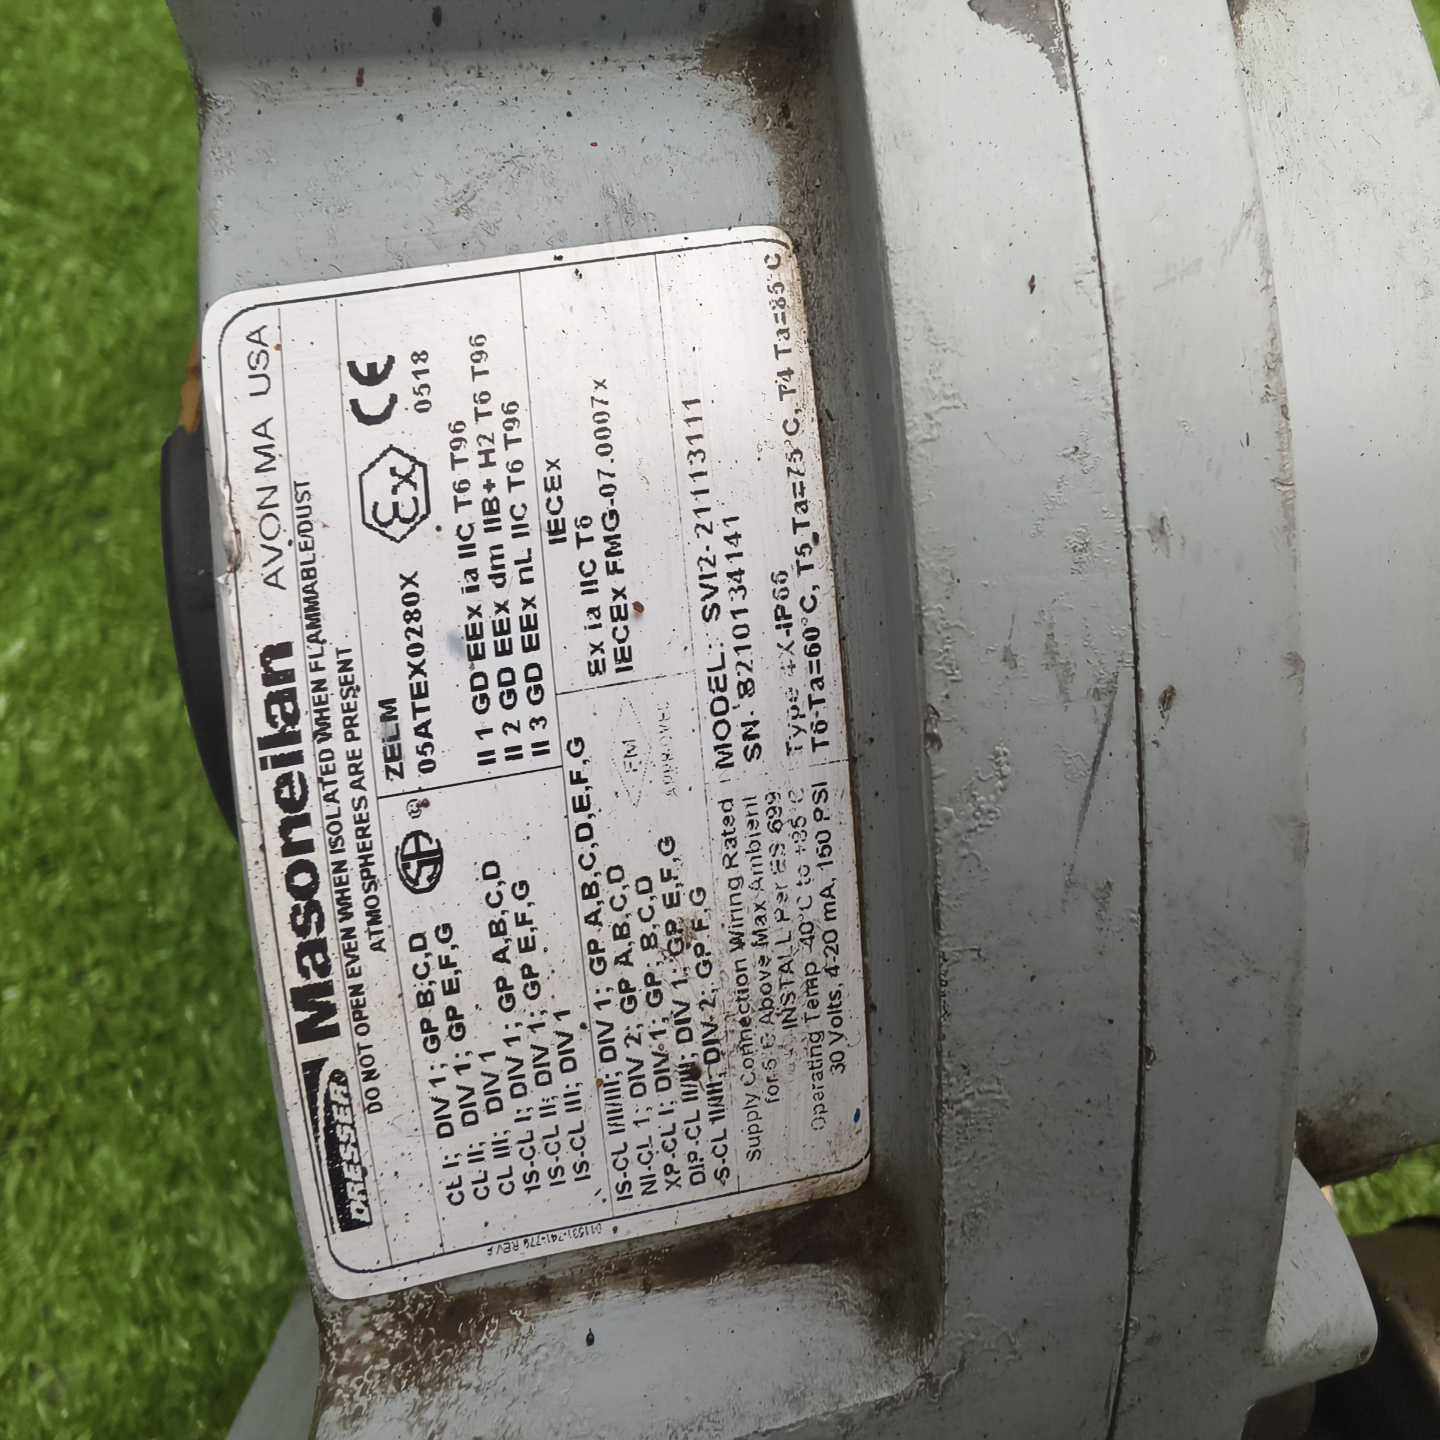 DRESSER Masoneilan AVON MA USA
DO NOT OPEN EVEN WHEN ISOLATED WHEN FLAMMABLE/DUST
ATMOSPHERES ARE PRESENT
CL I; DIV 1; GP B,C,D
CL II; DIV 1; GP E,F,G
CL III; DIV 1
IS-CL I; DIV 1; GP A,B,C,D
IS-CL II; DIV 1; GP E,F,G
IS-CL III; DIV 1
ZELM
05ATEX0280X
Ex CE
0518
II 1 GD EEx ia IIC T6 T96
II 2 GD EEx dm IIB+ H2 T6 T96
II 3 GD EEx nL IIC T6 T96
IS-CL I/II/III; DIV 1; GP A,B,C,D,E,F,G
NI-CL 1; DIV 2; GP A,B,C,D
XP-CL I; DIV 1; GP B,C,D
DIP-CL II/III; DIV 1; GP E,F,G
S-CL II/III; DIV 2; GP F,G
FM
APPROVED
IECEx
Ex ia IIC T6
IECEx FMG-07.0007x
Supply Connection Wiring Rated
for 5°C Above Max Ambient
INSTALL Per ES 699
Operating Temp -40°C to +85°C
30 Volts, 4-20 mA, 150 PSI
MODEL: SVI2-21113111
SN- 8210134141
Type 4X-IP66
T6-Ta=60°C, T5 Ta=75°C, T4 Ta=85°C